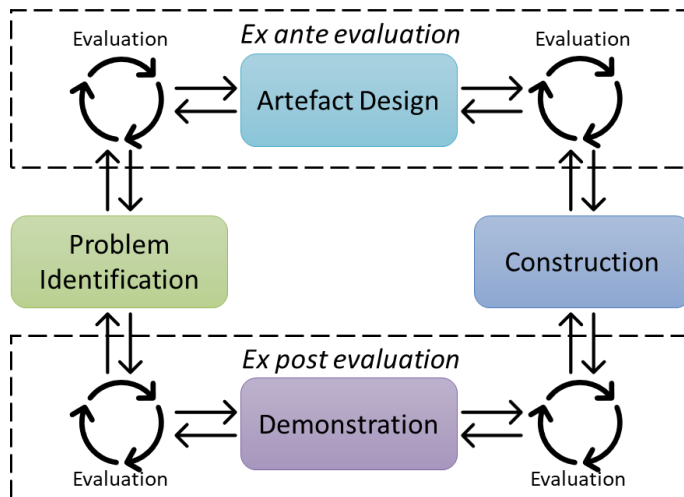 Evaluation
Ex ante evaluation
Evaluation
Artefact Design
Problem
Identification
Construction
Ex post evaluation
Demonstration
Evaluation
Evaluation